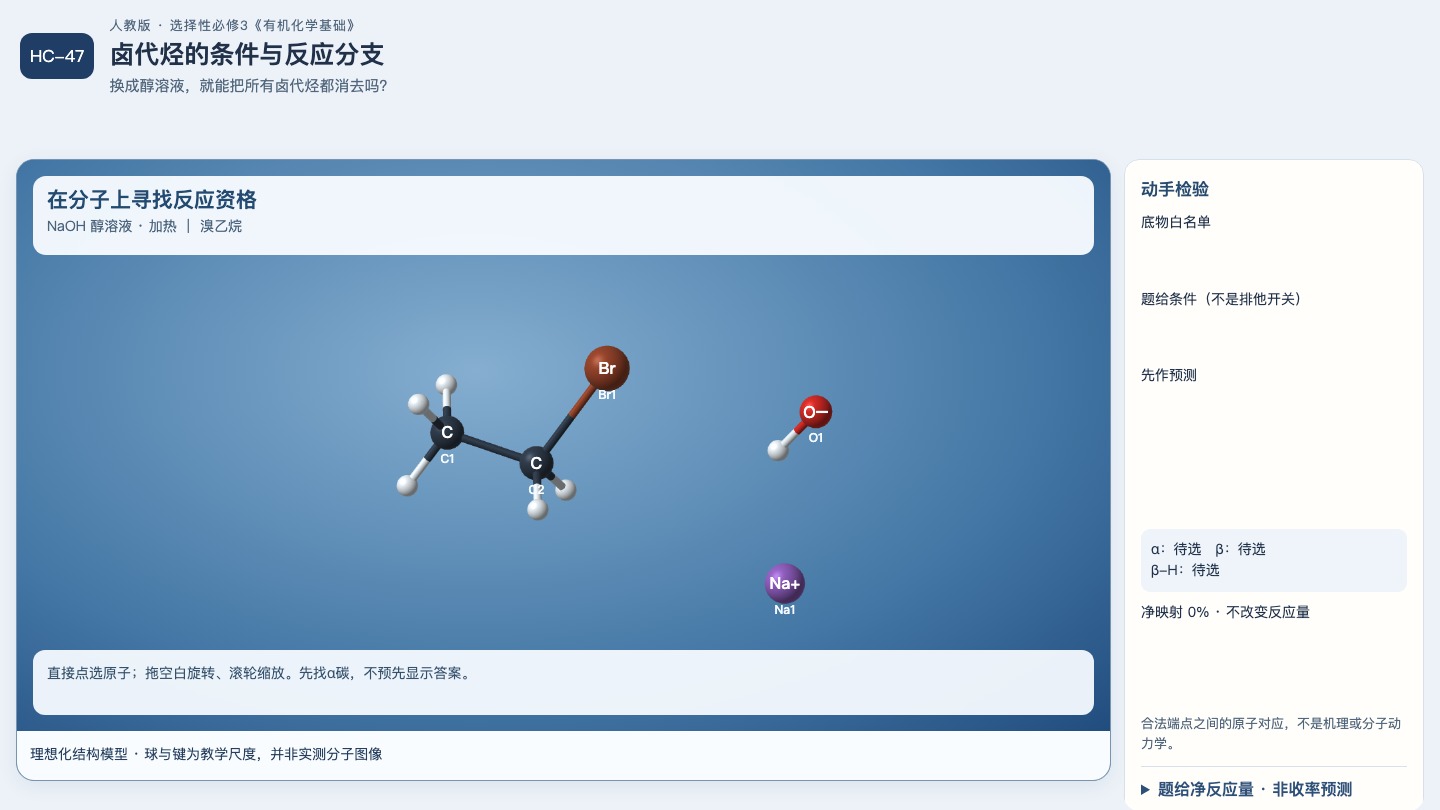 人教版 · 选择性必修3《有机化学基础》
HC–47
卤代烃的条件与反应分支
换成醇溶液，就能把所有卤代烃都消去吗？
在分子上寻找反应资格
NaOH 醇溶液 · 加热 ｜ 溴乙烷
Br
Br1
C
C1
C
C2
O−
O1
Na+
Na1
直接点选原子；拖空白旋转、滚轮缩放。先找α碳，不预先显示答案。
理想化结构模型 · 球与键为教学尺度，并非实测分子图像
动手检验
底物白名单
题给条件（不是排他开关）
先作预测
α：待选 β：待选
β–H：待选
净映射 0% · 不改变反应量
合法端点之间的原子对应，不是机理或分子动
力学。
▶ 题给净反应量 · 非收率预测